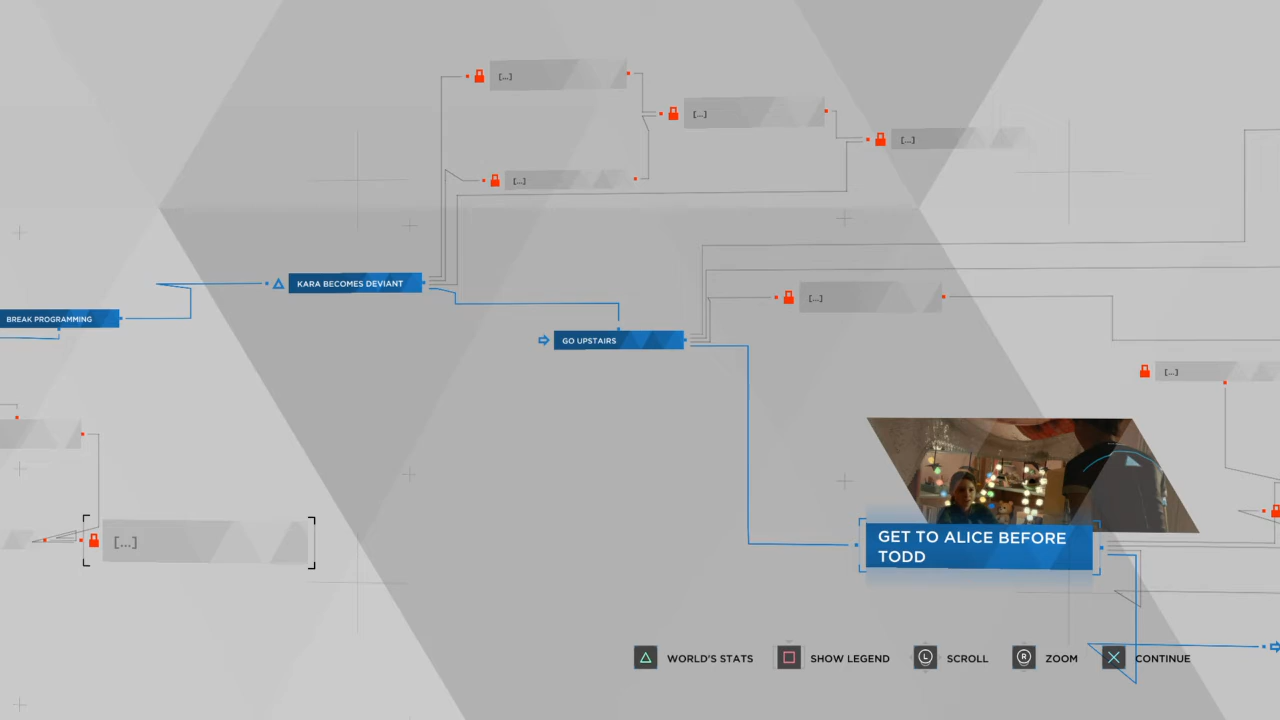 [...]
[...]
[...]
[...]
KARA BECOMES DEVIANT
[...]
BREAK PROGRAMMING
GO UPSTAIRS
[...]
GET TO ALICE BEFORE
TODD
[...]
WORLD'S STATS
SHOW LEGEND
L
SCROLL
R
ZOOM
CONTINUE